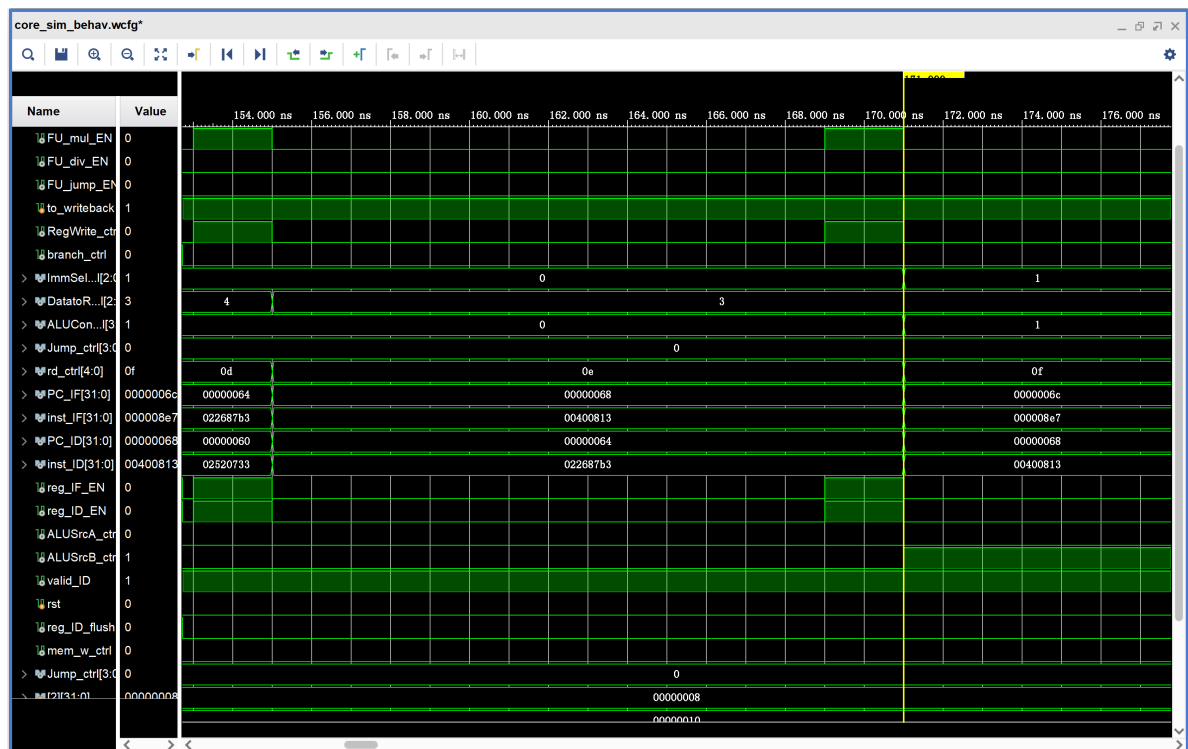 core_sim_behav.wcfg*
Name Value
154.000 ns 156.000 ns 158.000 ns 160.000 ns 162.000 ns 164.000 ns 166.000 ns 168.000 ns 170.000 ns 172.000 ns 174.000 ns 176.000 ns
FU_mul_EN 0
FU_div_EN 0
FU_jump_EN 0
to_writeback 1
RegWrite_ctr 0
branch_ctrl 0
ImmSel...l[2:0 1 0 1
DatatoR...l[2: 3 4 3
ALUCon...l[3 1 0 1
Jump_ctrl[3:0 0 0
rd_ctrl[4:0] 0f 0d 0e 0f
PC_IF[31:0] 0000006c 00000064 00000068 0000006c
inst_IF[31:0] 000008e7 022687b3 00400813 000008e7
PC_ID[31:0] 00000068 00000060 00000064 00000068
inst_ID[31:0] 00400813 02520733 022687b3 00400813
reg_IF_EN 0
reg_ID_EN 0
ALUSrcA_ctr 0
ALUSrcB_ctr 1
valid_ID 1
rst 0
reg_ID_flush 0
mem_w_ctrl 0
Jump_ctrl[3:0 0 0
[2][31:0] 00000008 00000008
00000010